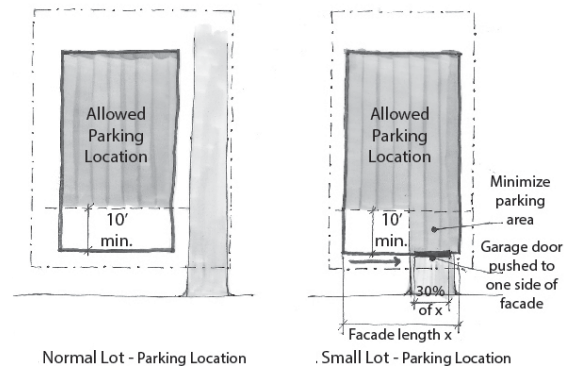 Allowed
Parking
Location
10'
min.
Normal Lot - Parking Location
Allowed
Parking
Location
10'
min.
Minimize
parking
area
Garage door
pushed to
one side of
facade
30%
of x
Facade length x
. Small Lot - Parking Location